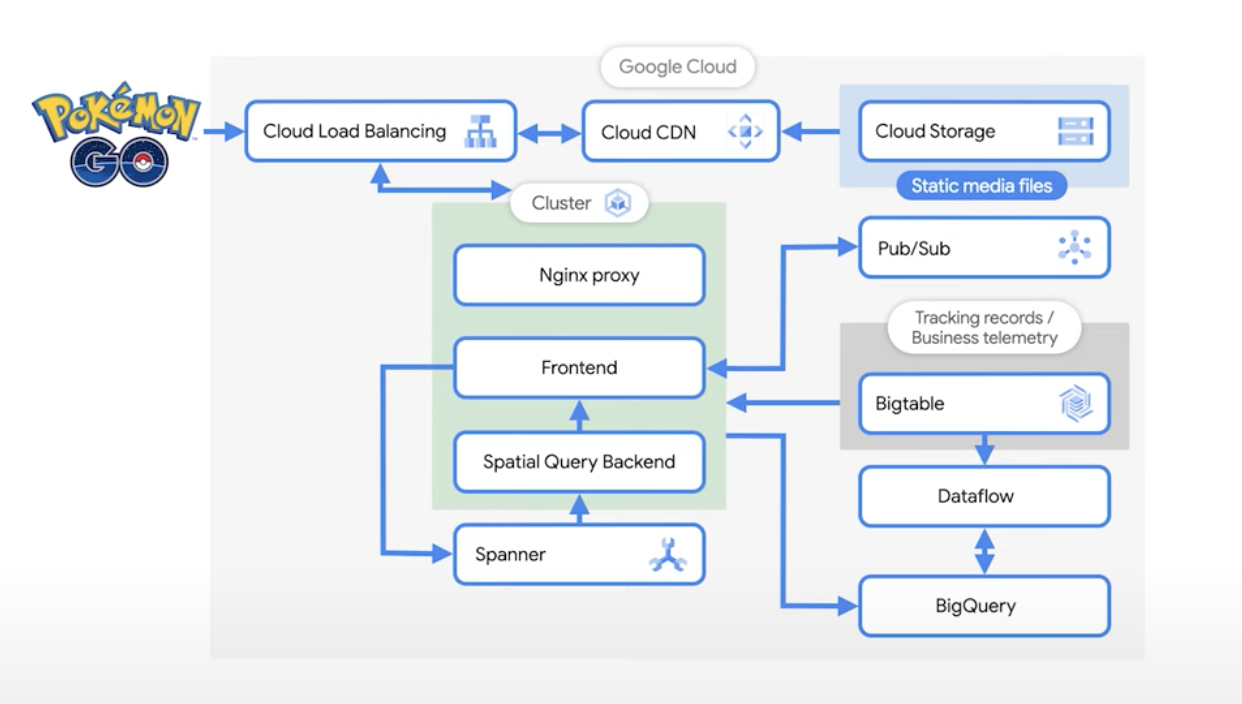 Google Cloud
POKÉMON
GO
Cloud Load Balancing
Cloud CDN
Cloud Storage
Static media files
Cluster
Nginx proxy
Pub/Sub
Tracking records /
Business telemetry
Frontend
Bigtable
Spatial Query Backend
Dataflow
Spanner
BigQuery